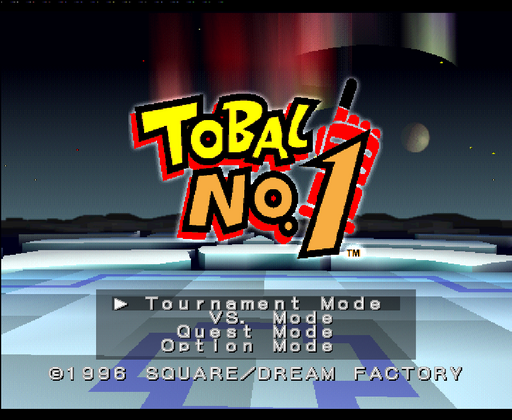 TOBAL
NO.1
TM
▶ Tournament Mode
VS. Mode
Quest Mode
Option Mode
©1996 SQUARE/DREAM FACTORY